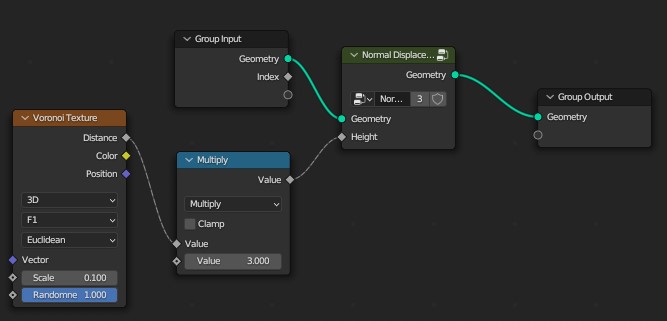 Group Input
Geometry
Index
Normal Displace...
Geometry
Nor... 3
Geometry
Height
Group Output
Geometry
Voronoi Texture
Distance
Color
Position
3D
F1
Euclidean
Vector
Scale 0.100
Randomne 1.000
Multiply
Value
Multiply
Clamp
Value
Value 3.000